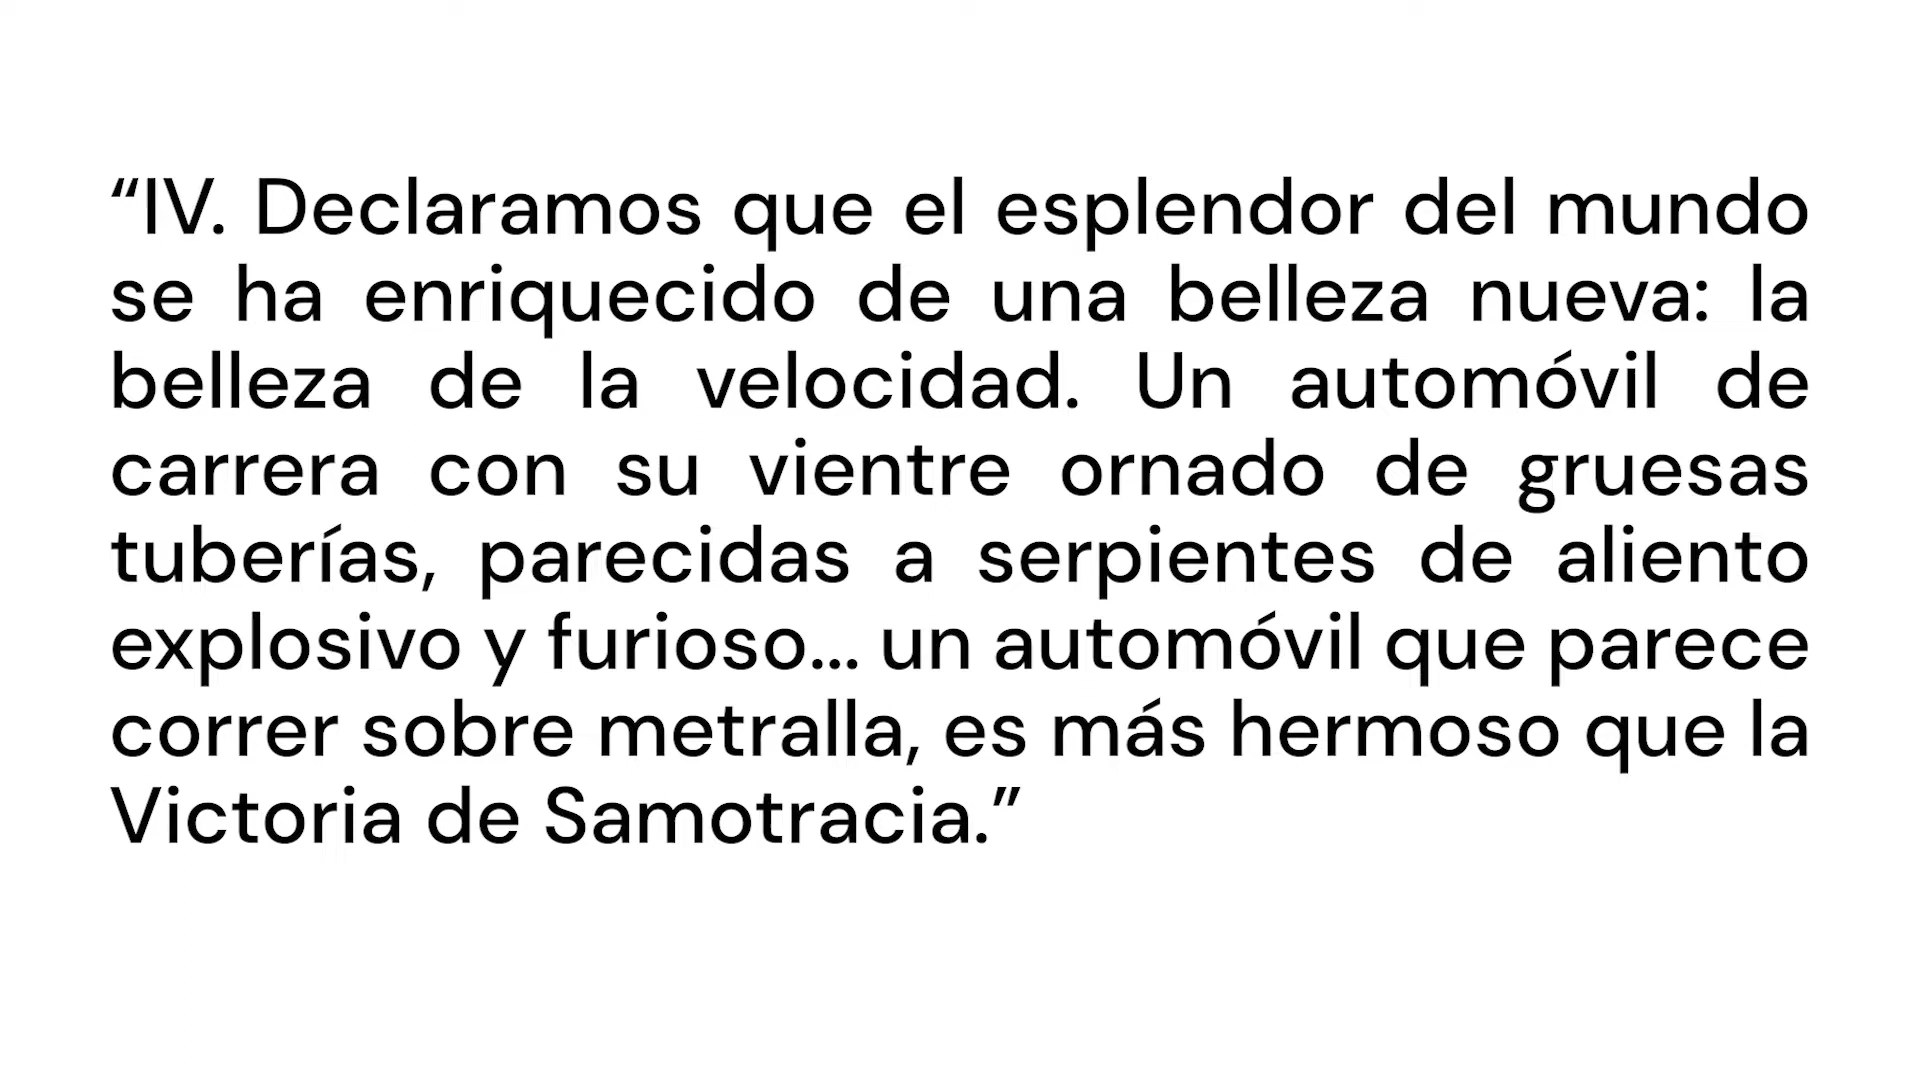 “IV. Declaramos que el esplendor del mundo
se ha enriquecido de una belleza nueva: la
belleza de la velocidad. Un automóvil de
carrera con su vientre ornado de gruesas
tuberías, parecidas a serpientes de aliento
explosivo y furioso... un automóvil que parece
correr sobre metralla, es más hermoso que la
Victoria de Samotracia.”